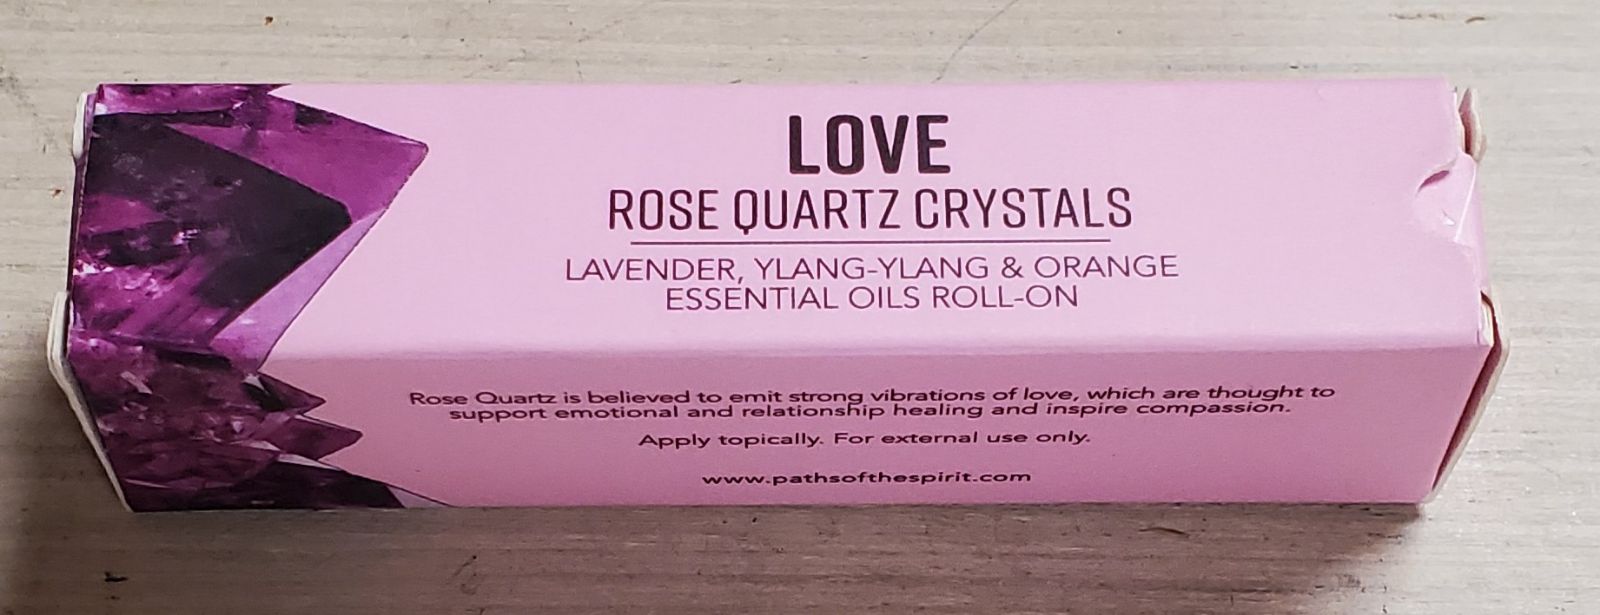 LOVE
ROSE QUARTZ CRYSTALS
LAVENDER, YLANG-YLANG & ORANGE
ESSENTIAL OILS ROLL-ON
Rose Quartz is believed to emit strong vibrations of love, which are thought to
support emotional and relationship healing and inspire compassion.
Apply topically. For external use only.
www.pathsofthespirit.com